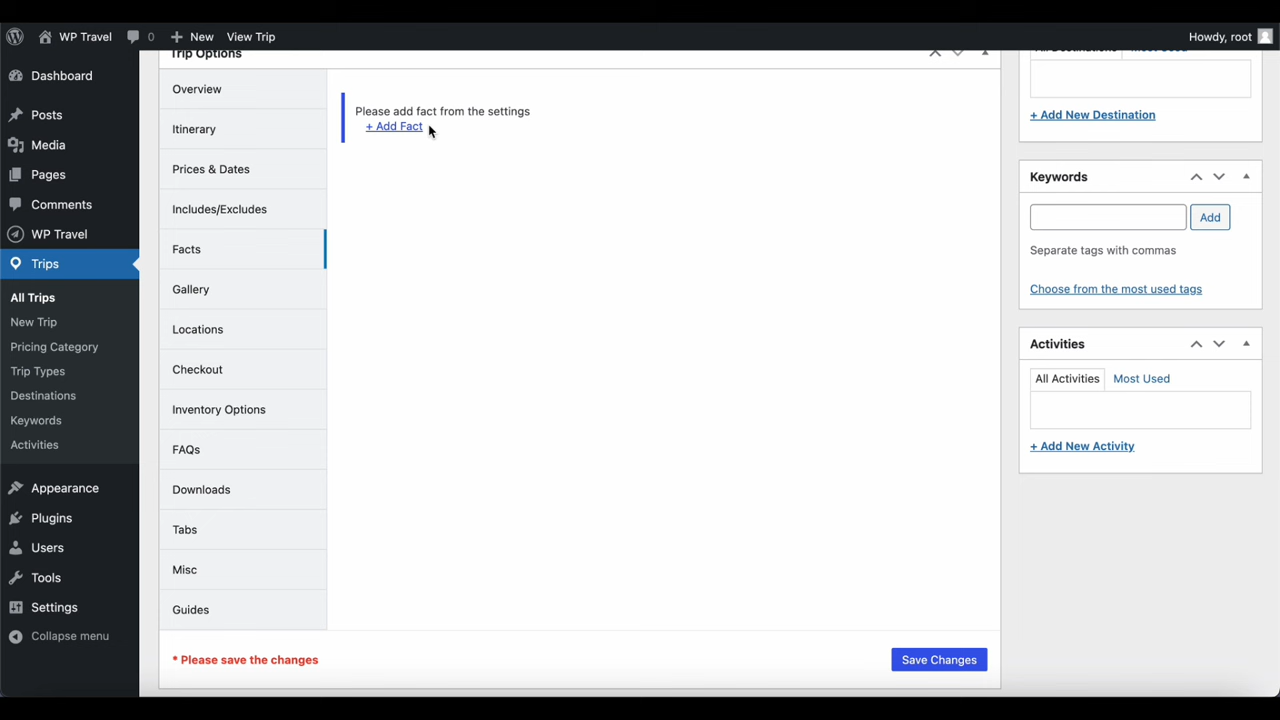 WP Travel
0
New
View Trip
Howdy, root
Dashboard
Posts
Media
Pages
Comments
WP Travel
Trips
All Trips
New Trip
Pricing Category
Trip Types
Destinations
Keywords
Activities
Appearance
Plugins
Users
Tools
Settings
Collapse menu
Trip Options
Overview
Itinerary
Prices & Dates
Includes/Excludes
Facts
Gallery
Locations
Checkout
Inventory Options
FAQs
Downloads
Tabs
Misc
Guides
Please add fact from the settings
+ Add Fact
* Please save the changes
Save Changes
All Destinations
Most Used
+ Add New Destination
Keywords
Add
Separate tags with commas
Choose from the most used tags
Activities
All Activities
Most Used
+ Add New Activity